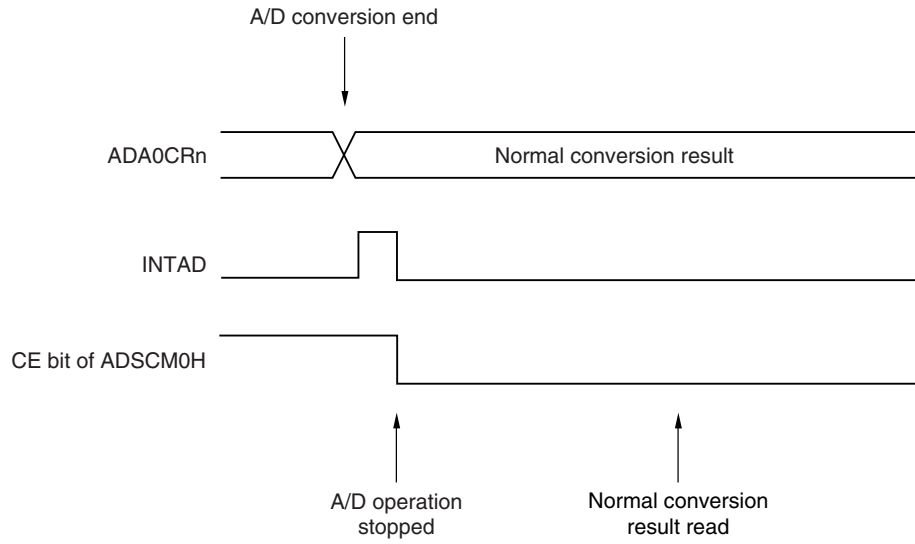 A/D conversion end
ADA0CRn
Normal conversion result
INTAD
CE bit of ADSCM0H
A/D operation
stopped
Normal conversion
result read